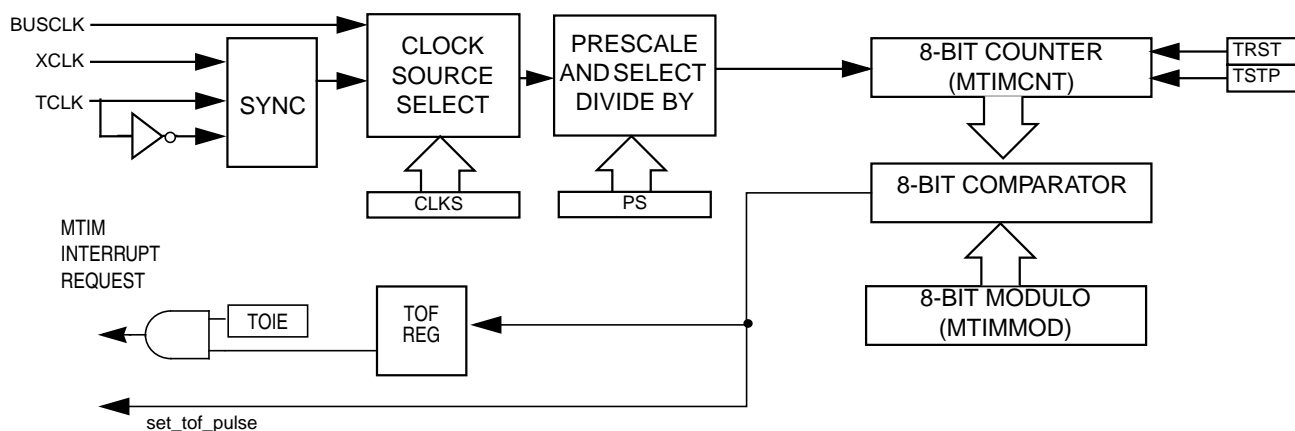 BUSCLK
XCLK
TCLK
SYNC
CLOCK
SOURCE
SELECT
PRESCALE
AND SELECT
DIVIDE BY
8-BIT COUNTER
(MTIMCNT)
TRST
TSTP
CLKS
PS
8-BIT COMPARATOR
MTIM
INTERRUPT
REQUEST
8-BIT MODULO
(MTIMMOD)
TOIE
TOF
REG
set_tof_pulse